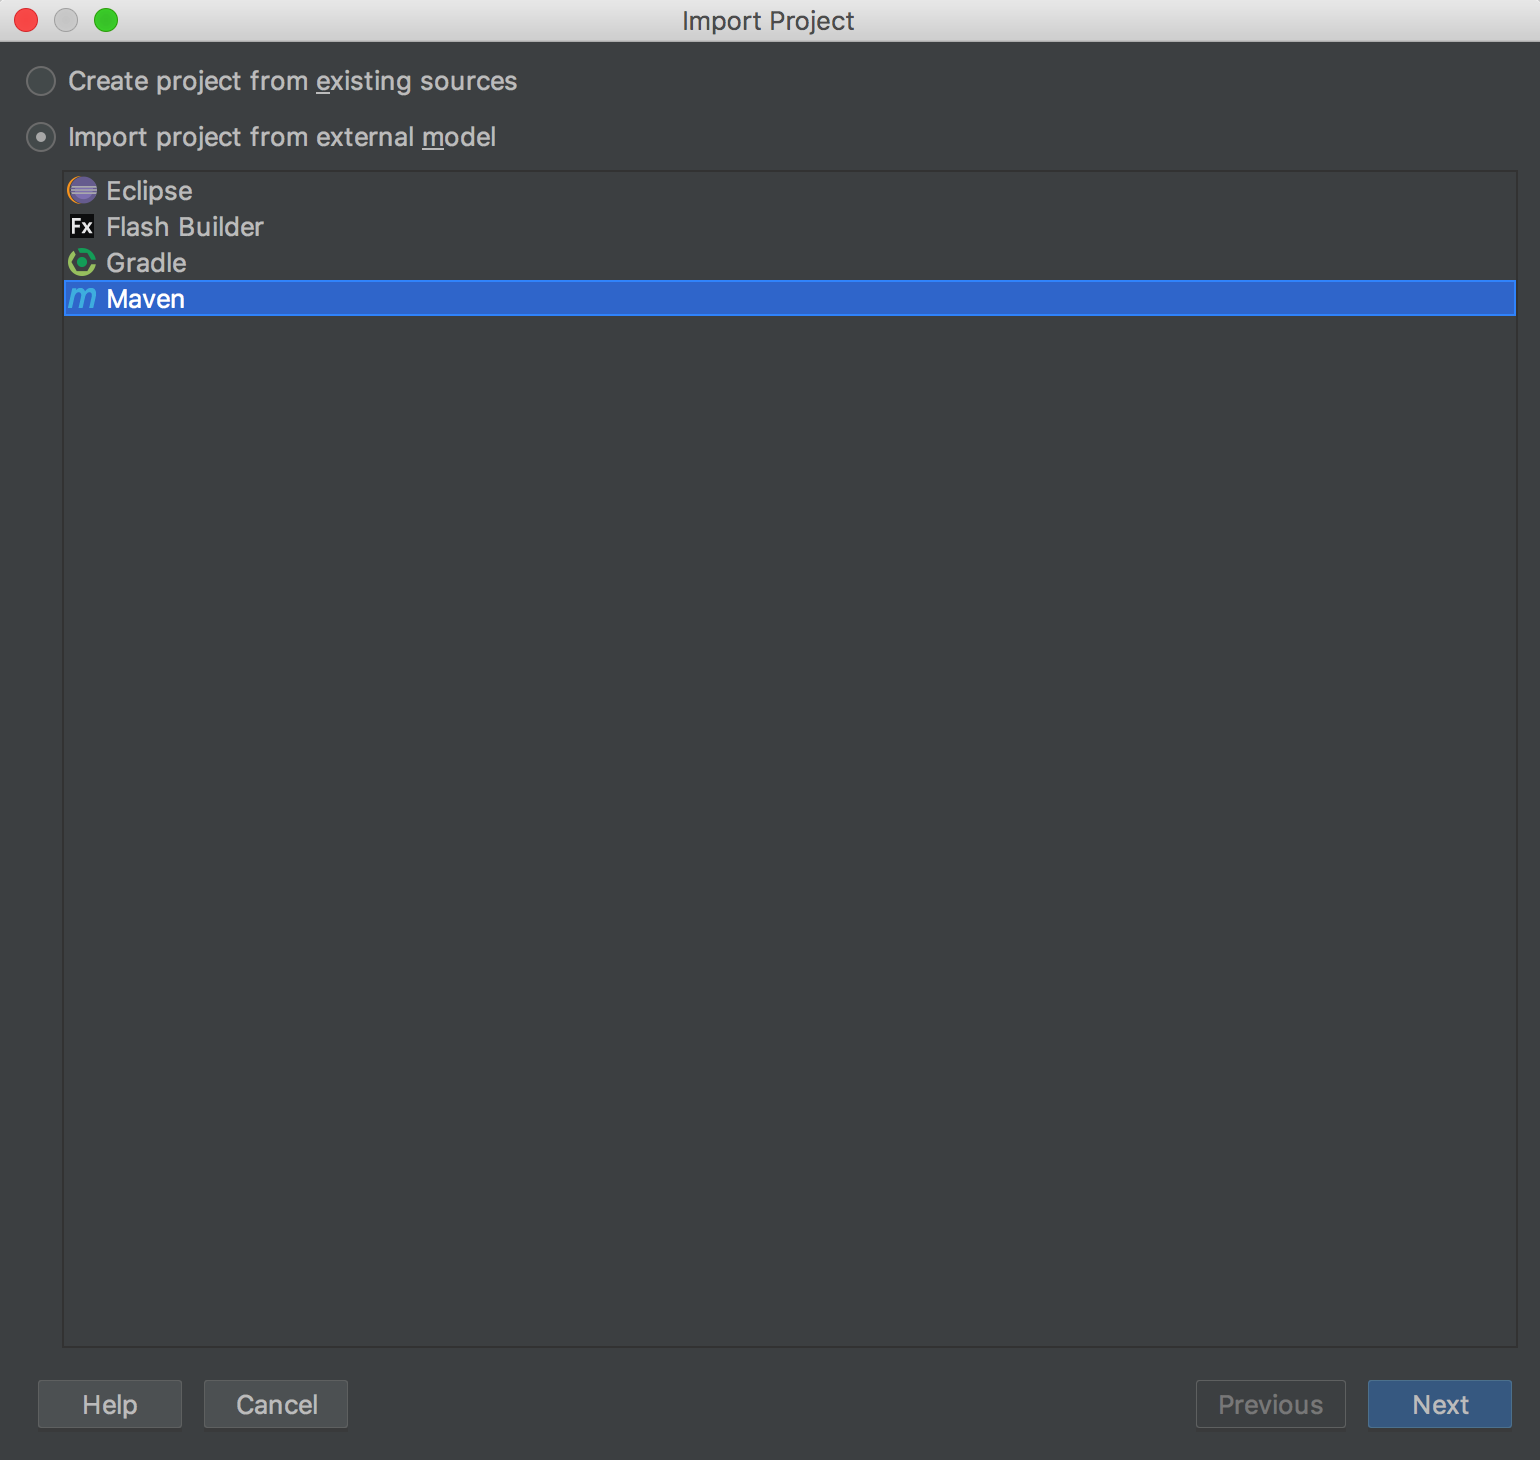 Import Project
Create project from existing sources
Import project from external model
Eclipse
Fx Flash Builder
Gradle
m Maven
Help Cancel Previous Next